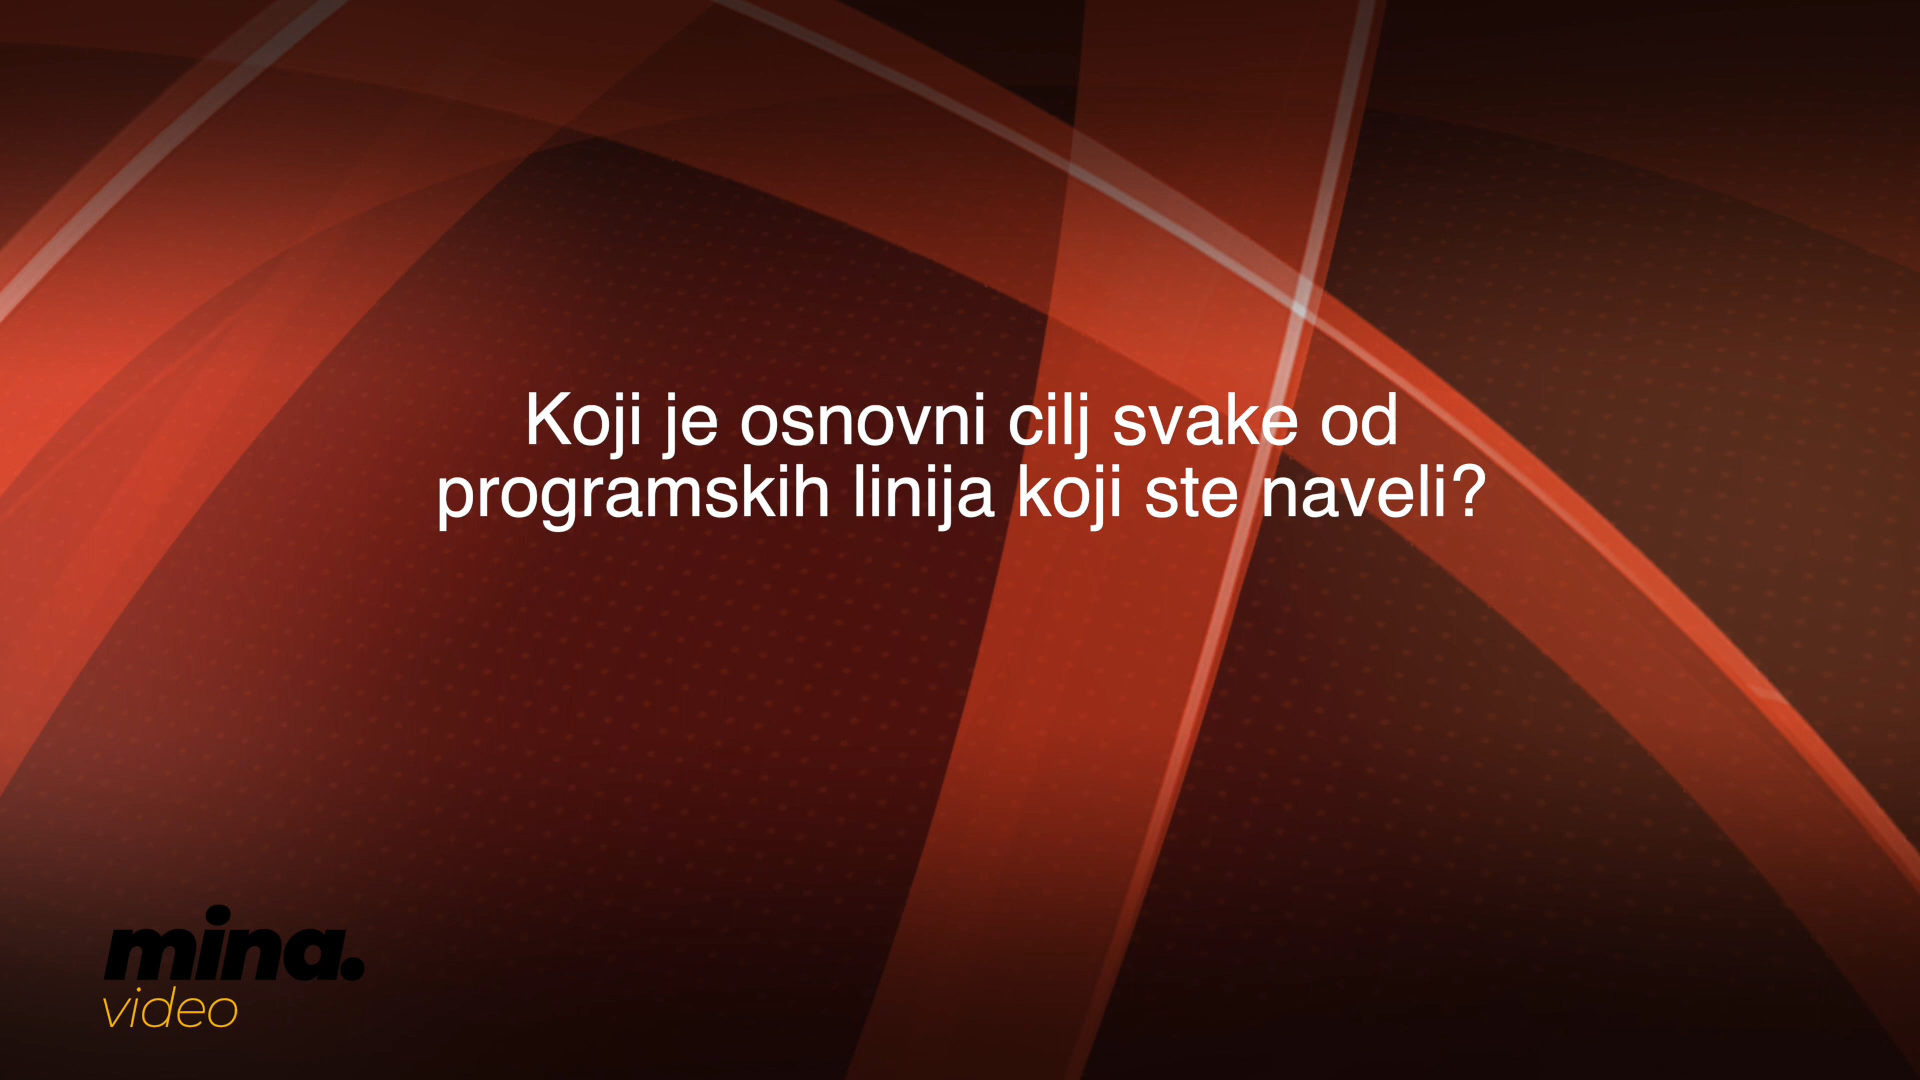 Koji je osnovni cilj svake od
programskih linija koji ste naveli?
mina.
video